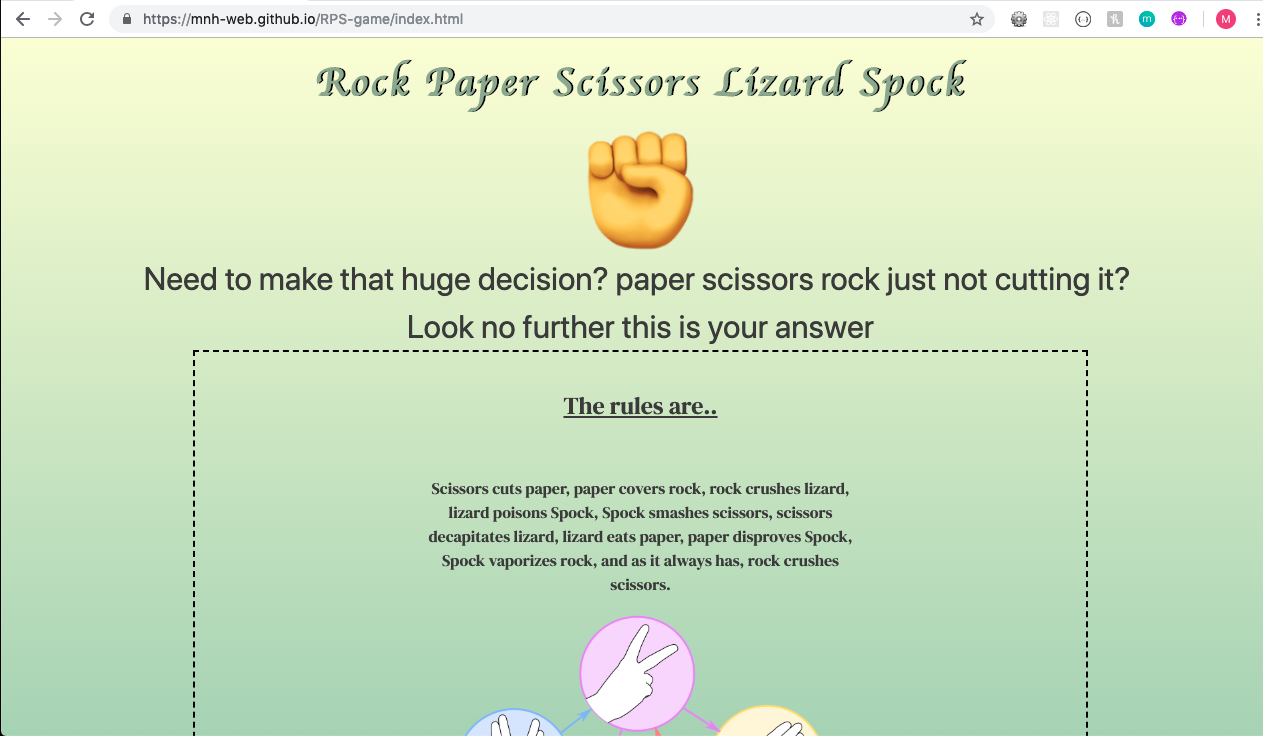 https://mnh-web.github.io/RPS-game/index.html
M
Rock Paper Scissors Lizard Spock
Need to make that huge decision? paper scissors rock just not cutting it?
Look no further this is your answer
The rules are..
Scissors cuts paper, paper covers rock, rock crushes lizard,
lizard poisons Spock, Spock smashes scissors, scissors
decapitates lizard, lizard eats paper, paper disproves Spock,
Spock vaporizes rock, and as it always has, rock crushes
scissors.